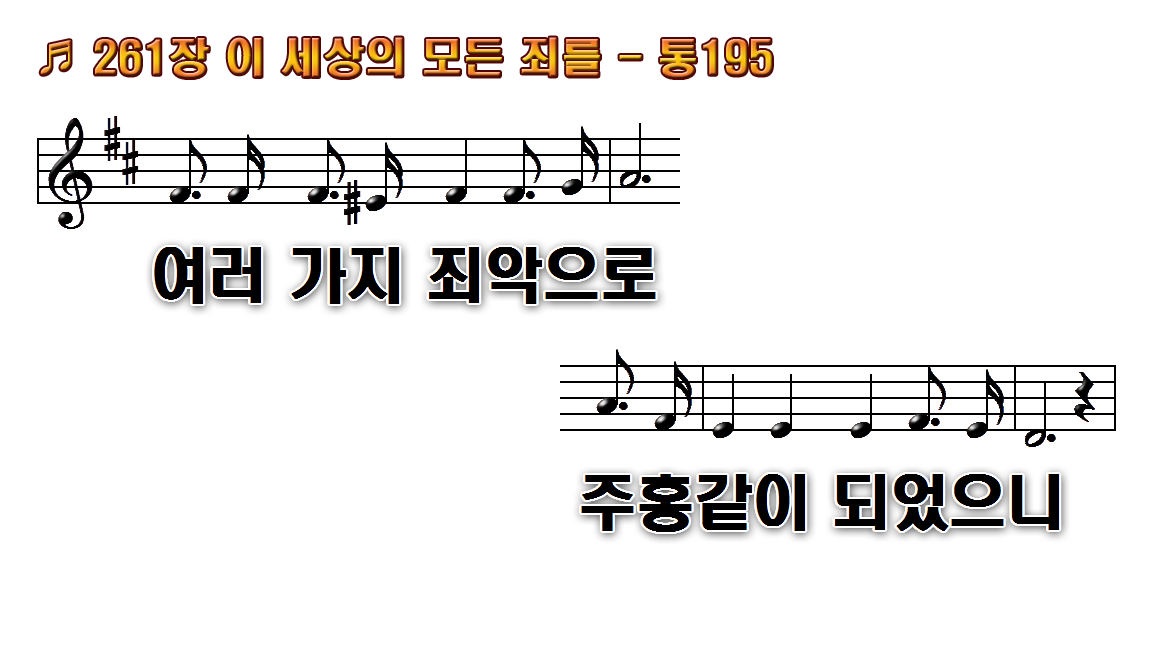 ♬ 261장 이 세상의 모든 죄를 - 통195
여러 가지 죄악으로
주홍같이 되었으니